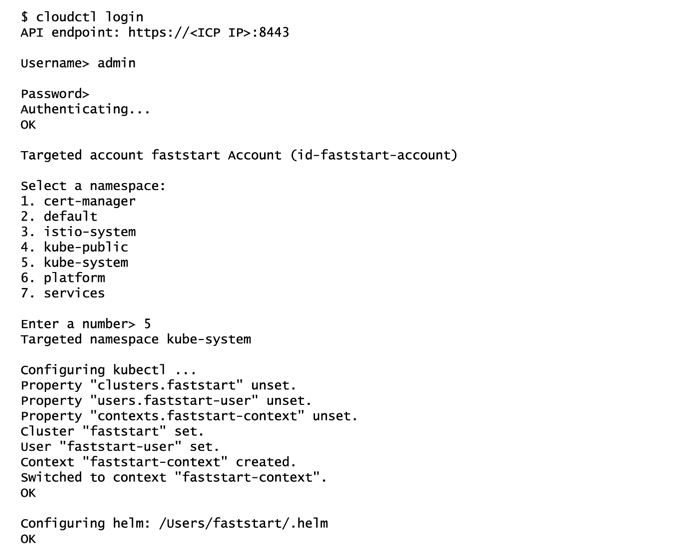 $ cloudctl login
API endpoint: https://<ICP IP>:8443
Username> admin
Password>
Authenticating...
OK
Targeted account faststart Account (id-faststart-account)
Select a namespace:
1. cert-manager
2. default
3. istio-system
4. kube-public
5. kube-system
6. platform
7. services
Enter a number> 5
Targeted namespace kube-system
Configuring kubectl ...
Property "clusters.faststart" unset.
Property "users.faststart-user" unset.
Property "contexts.faststart-context" unset.
Cluster "faststart" set.
User "faststart-user" set.
Context "faststart-context" created.
Switched to context "faststart-context".
OK
Configuring helm: /Users/faststart/.helm
OK